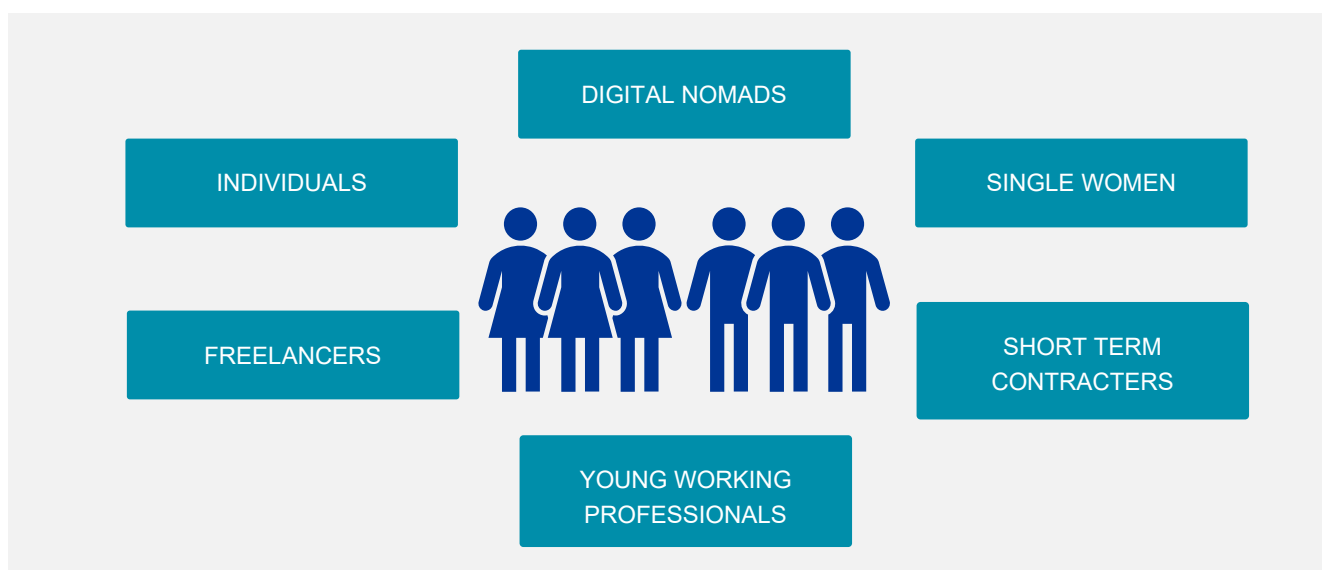 DIGITAL NOMADS
INDIVIDUALS
SINGLE WOMEN
FREELANCERS
SHORT TERM
CONTRACTERS
YOUNG WORKING
PROFESSIONALS